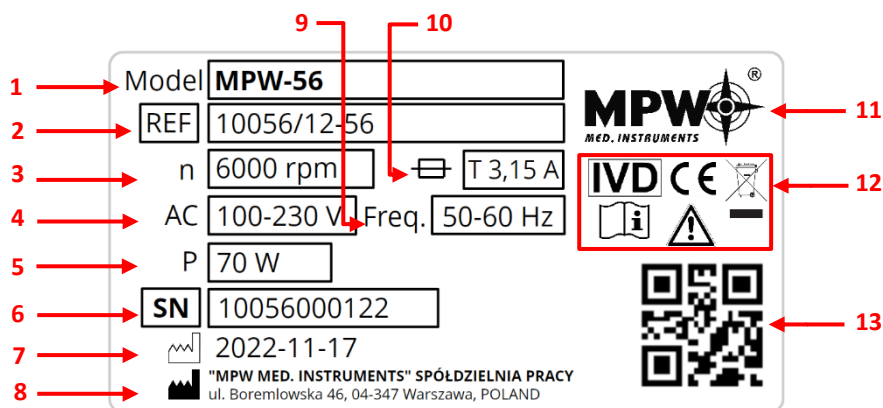 9 10
1 Model MPW-56 MPW ® 11
MED. INSTRUMENTS
2 REF 10056/12-56
3 n 6000 rpm T 3,15 A IVD CE 12
4 AC 100-230 V Freq. 50-60 Hz i
5 P 70 W
6 SN 10056000122 13
7 2022-11-17
8 "MPW MED. INSTRUMENTS" SPÓŁDZIELNIA PRACY
ul. Boremlowska 46, 04-347 Warszawa, POLAND